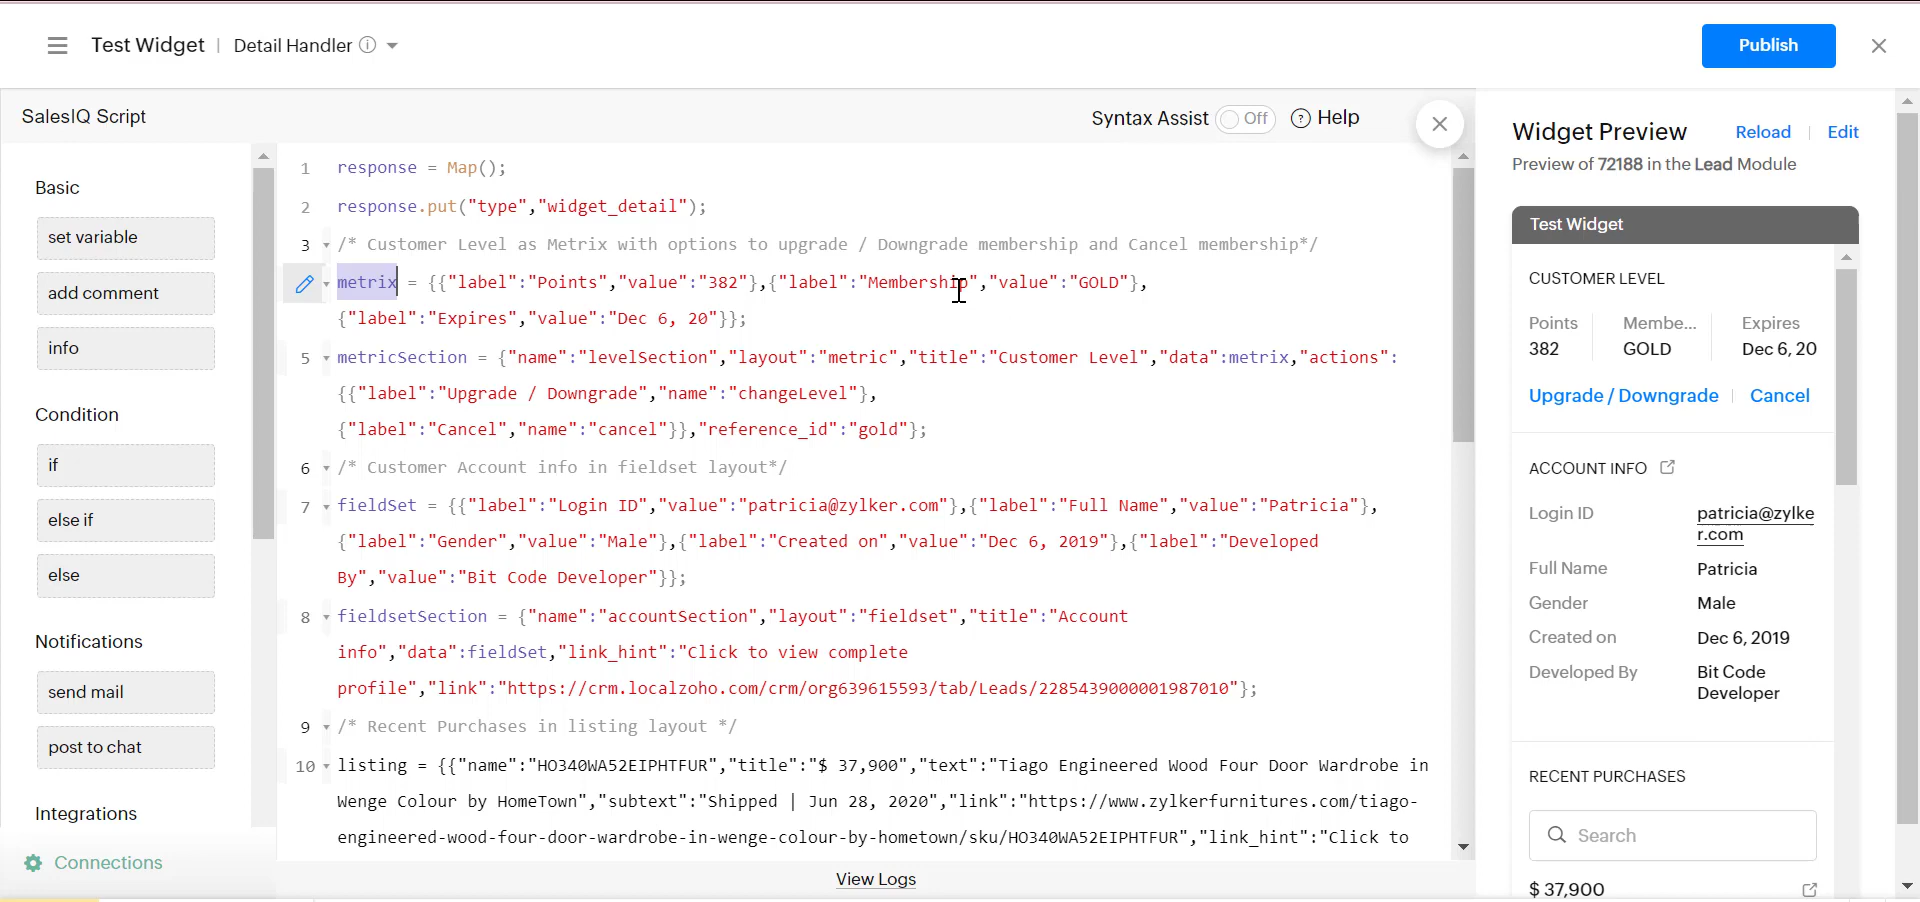 Test Widget | Detail Handler
Publish
SalesIQ Script
Syntax Assist Off
Help
Basic
set variable
add comment
info
Condition
if
else if
else
Notifications
send mail
post to chat
Integrations
Connections
1 response = Map();
2 response.put("type","widget_detail");
3 /* Customer Level as Metrix with options to upgrade / Downgrade membership and Cancel membership*/
metrix = {{"label":"Points","value":"382"},{"label":"Membership","value":"GOLD"},
{"label":"Expires","value":"Dec 6, 20"}};
5 metricSection = {"name":"levelSection","layout":"metric","title":"Customer Level","data":metrix,"actions":
{{"label":"Upgrade / Downgrade","name":"changeLevel"},
{"label":"Cancel","name":"cancel"}},"reference_id":"gold"};
6 /* Customer Account info in fieldset layout*/
7 fieldSet = {{"label":"Login ID","value":"patricia@zylker.com"},{"label":"Full Name","value":"Patricia"},
{"label":"Gender","value":"Male"},{"label":"Created on","value":"Dec 6, 2019"},{"label":"Developed
By","value":"Bit Code Developer"}};
8 fieldsetSection = {"name":"accountSection","layout":"fieldset","title":"Account
info","data":fieldSet,"link_hint":"Click to view complete
profile","link":"https://crm.localzoho.com/crm/org639615593/tab/Leads/2285439000001987010"};
9 /* Recent Purchases in listing layout */
10 listing = {{"name":"HO340WA52EIPHTFUR","title":"$ 37,900","text":"Tiago Engineered Wood Four Door Wardrobe in
Wenge Colour by HomeTown","subtext":"Shipped | Jun 28, 2020","link":"https://www.zylkerfurnitures.com/tiago-
engineered-wood-four-door-wardrobe-in-wenge-colour-by-hometown/sku/HO340WA52EIPHTFUR","link_hint":"Click to
View Logs
Widget Preview
Reload | Edit
Preview of 72188 in the Lead Module
Test Widget
CUSTOMER LEVEL
Points Membe... Expires
382 GOLD Dec 6, 20
Upgrade / Downgrade | Cancel
ACCOUNT INFO
Login ID patricia@zylke
r.com
Full Name Patricia
Gender Male
Created on Dec 6, 2019
Developed By Bit Code
Developer
RECENT PURCHASES
Search
$ 37,900